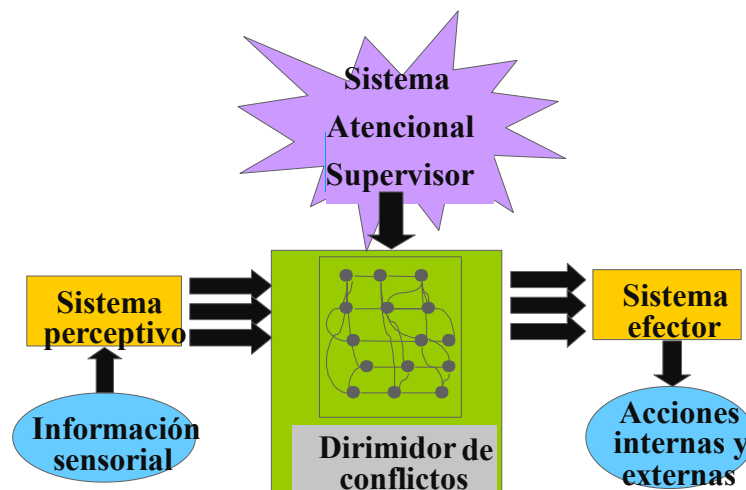 Sistema
Atencional
Supervisor
Sistema
perceptivo
Sistema
efector
Información
sensorial
Dirimidor de
conflictos
Acciones
internas y
externas